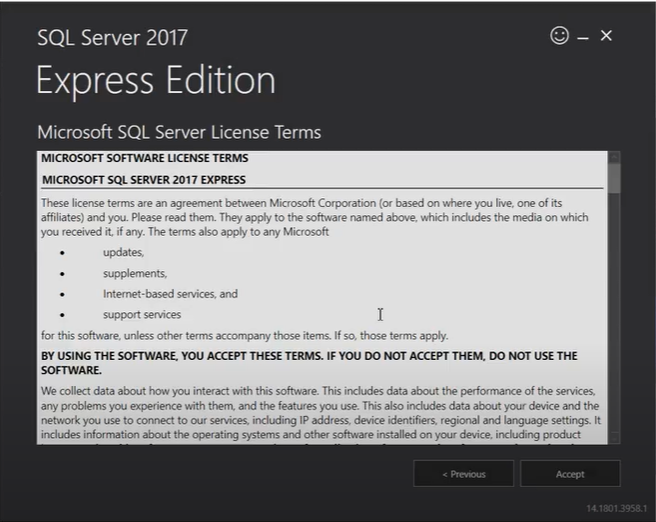 SQL Server 2017
Express Edition
Microsoft SQL Server License Terms
MICROSOFT SOFTWARE LICENSE TERMS
MICROSOFT SQL SERVER 2017 EXPRESS
These license terms are an agreement between Microsoft Corporation (or based on where you live, one of its
affiliates) and you. Please read them. They apply to the software named above, which includes the media on which
you received it, if any. The terms also apply to any Microsoft
• updates,
• supplements,
• Internet-based services, and
• support services
for this software, unless other terms accompany those items. If so, those terms apply.
BY USING THE SOFTWARE, YOU ACCEPT THESE TERMS. IF YOU DO NOT ACCEPT THEM, DO NOT USE THE
SOFTWARE.
We collect data about how you interact with this software. This includes data about the performance of the services,
any problems you experience with them, and the features you use. This also includes data about your device and the
network you use to connect to our services, including IP address, device identifiers, regional and language settings. It
includes information about the operating systems and other software installed on your device, including product
< Previous
Accept
14.1801.3958.1